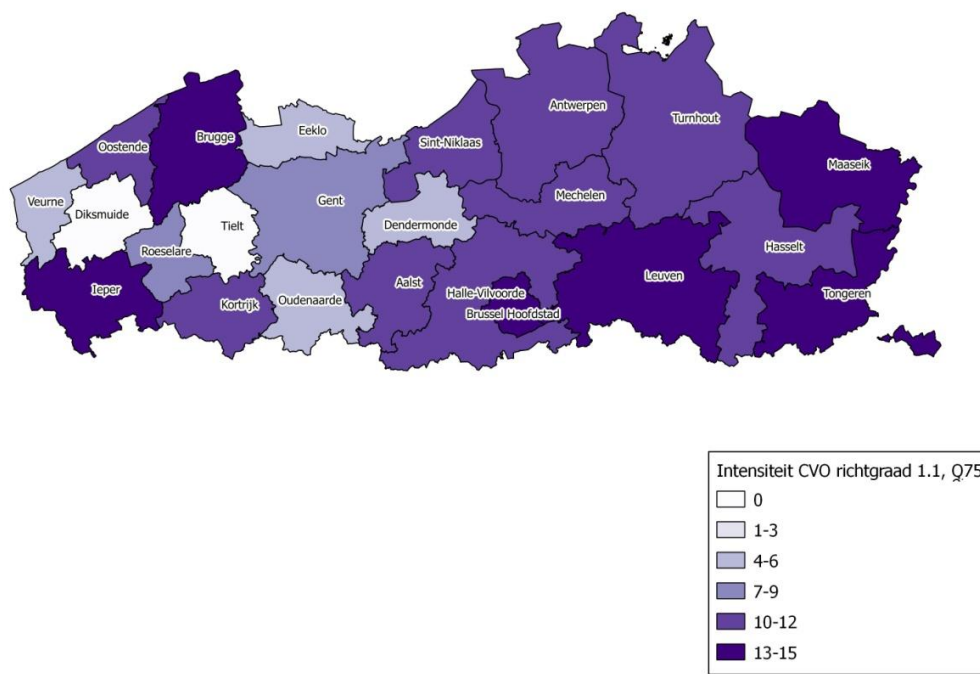 Antwerpen
Turnhout
Eeklo
Brugge
Oostende
Sint-Niklaas
Maaseik
Mechelen
Veurne
Gent
Diksmuide
Tielt
Dendermonde
Hasselt
Roeselare
Leuven
Aalst
Ieper
Halle-Vilvoorde
Tongeren
Kortrijk
Oudenaarde
Brussel Hoofdstad
Intensiteit CVO richtgraad 1.1, Q75
0
1-3
4-6
7-9
10-12
13-15